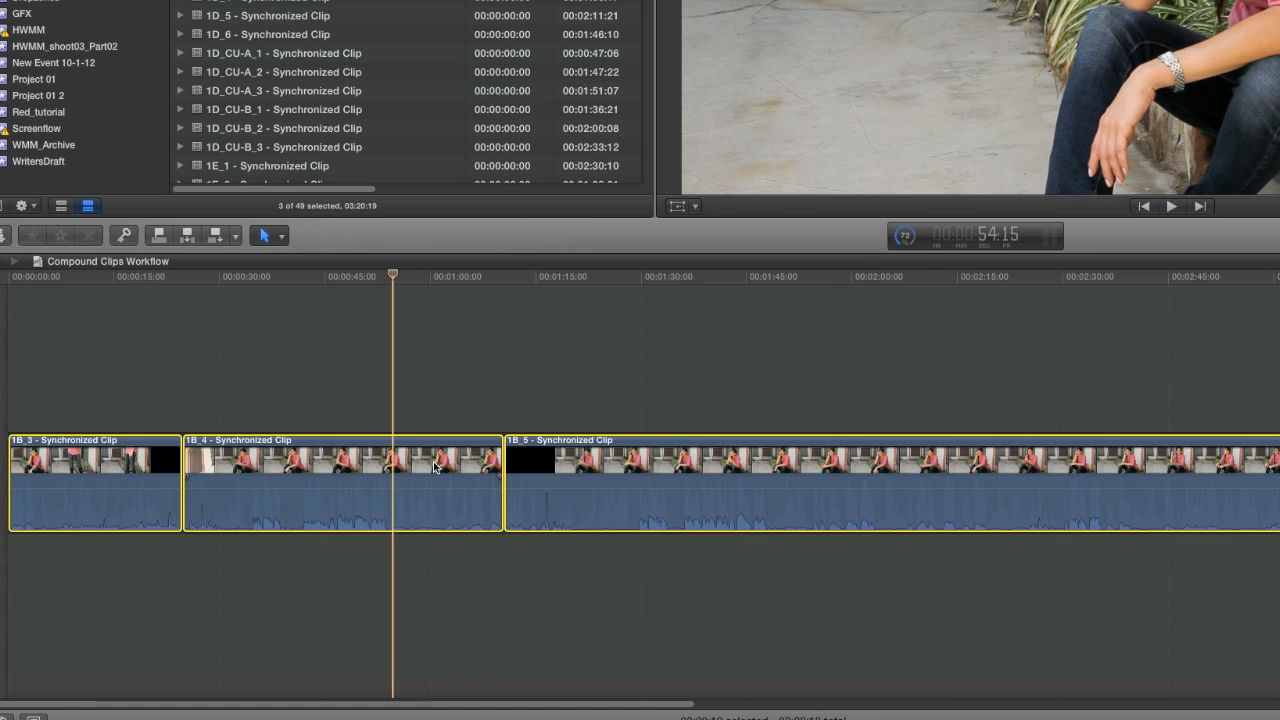 GFX
HWMM
HWMM_shoot03_Part02
New Event 10-1-12
Project 01
Project 01 2
Red_tutorial
Screenflow
WMM_Archive
WritersDraft
1D_5 - Synchronized Clip 00:00:00:00 00:02:11:21
1D_6 - Synchronized Clip 00:00:00:00 00:01:46:10
1D_CU-A_1 - Synchronized Clip 00:00:00:00 00:00:47:06
1D_CU-A_2 - Synchronized Clip 00:00:00:00 00:01:47:22
1D_CU-A_3 - Synchronized Clip 00:00:00:00 00:01:51:07
1D_CU-B_1 - Synchronized Clip 00:00:00:00 00:01:36:21
1D_CU-B_2 - Synchronized Clip 00:00:00:00 00:02:00:08
1D_CU-B_3 - Synchronized Clip 00:00:00:00 00:02:33:12
1E_1 - Synchronized Clip 00:00:00:00 00:02:30:10
3 of 49 selected, 03:20:19
72 00:00:54:15
HR MIN SEC FR
Compound Clips Workflow
00:00:00:00 00:00:15:00 00:00:30:00 00:00:45:00 00:01:00:00 00:01:15:00 00:01:30:00 00:01:45:00 00:02:00:00 00:02:15:00 00:02:30:00 00:02:45:00
1B_3 - Synchronized Clip 1B_4 - Synchronized Clip 1B_5 - Synchronized Clip